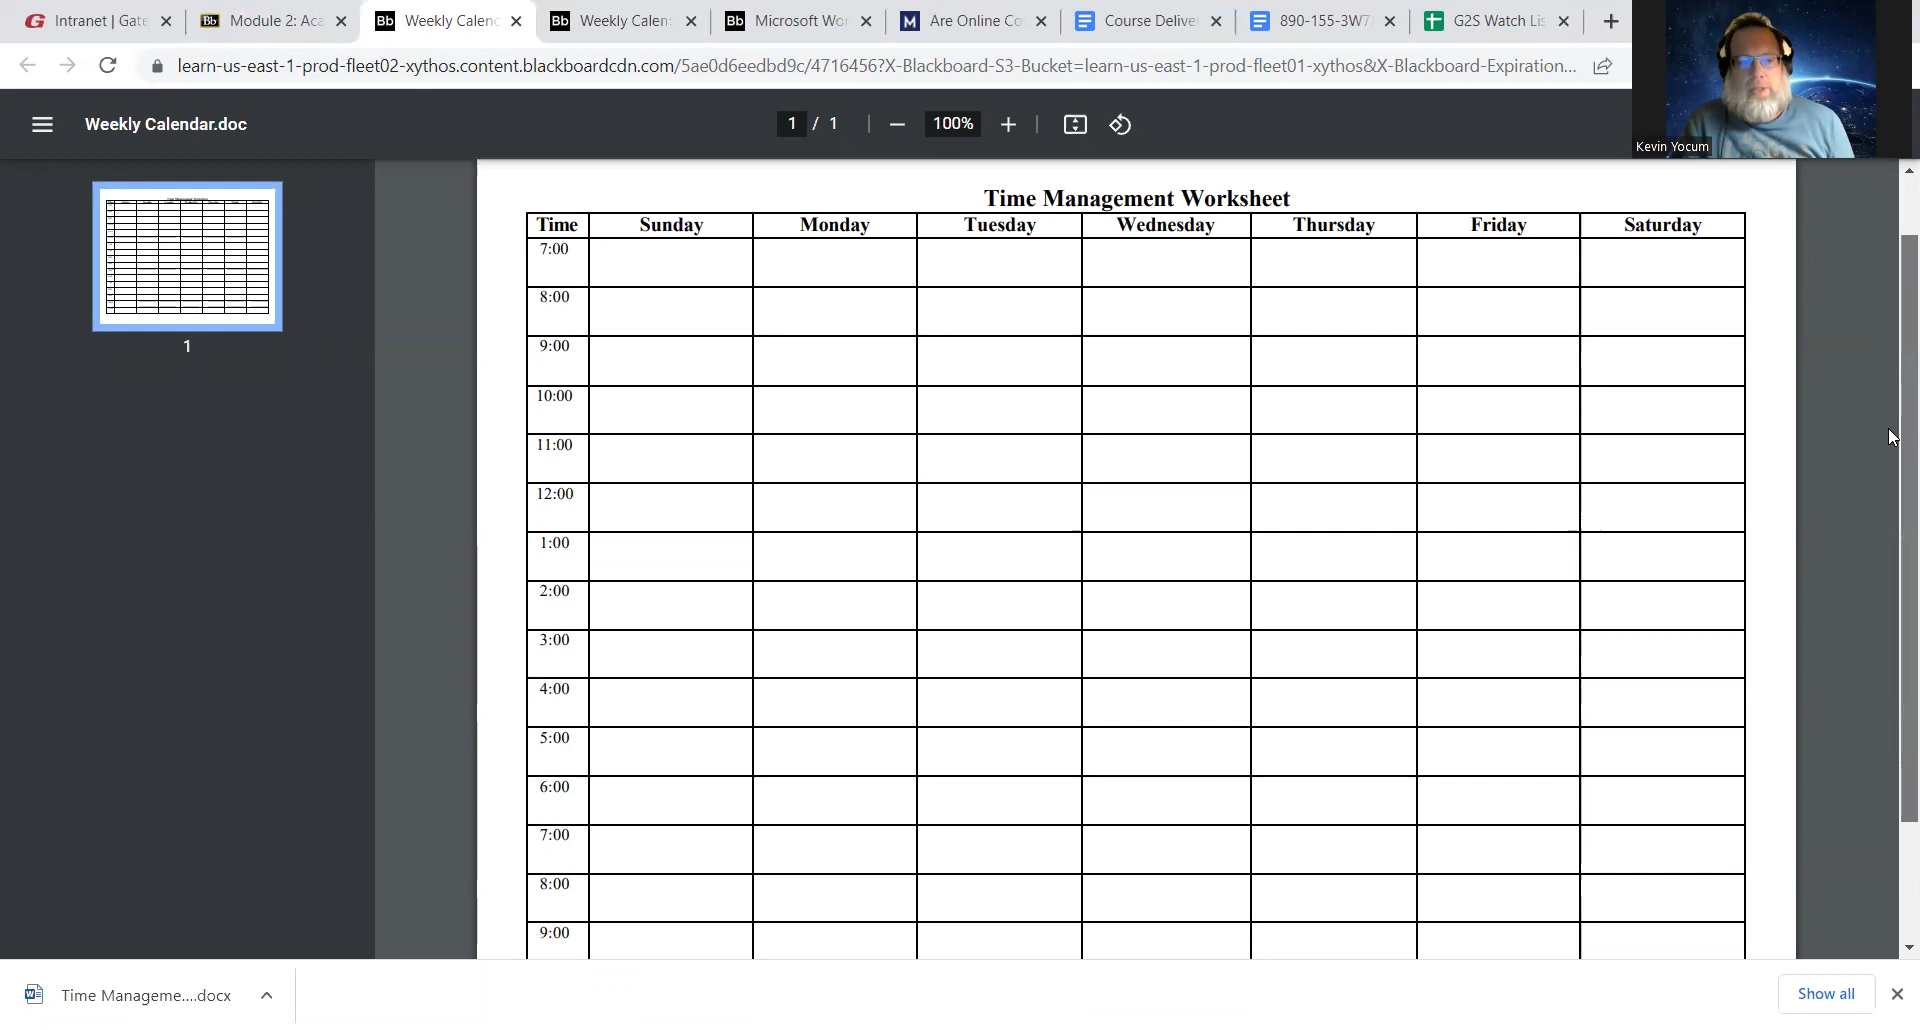 Intranet | Gate
Module 2: Aca
Weekly Calend
Weekly Calend
Microsoft Wor
Are Online Co
Course Deliver
890-155-3W7
G2S Watch Lis
learn-us-east-1-prod-fleet02-xythos.content.blackboardcdn.com/5ae0d6eedbd9c/4716456?X-Blackboard-S3-Bucket=learn-us-east-1-prod-fleet01-xythos&X-Blackboard-Expiration...
Weekly Calendar.doc
1 / 1
100%
Kevin Yocum
1
Time Management Worksheet
Time Sunday Monday Tuesday Wednesday Thursday Friday Saturday
7:00
8:00
9:00
10:00
11:00
12:00
1:00
2:00
3:00
4:00
5:00
6:00
7:00
8:00
9:00
Time Manageme....docx
Show all